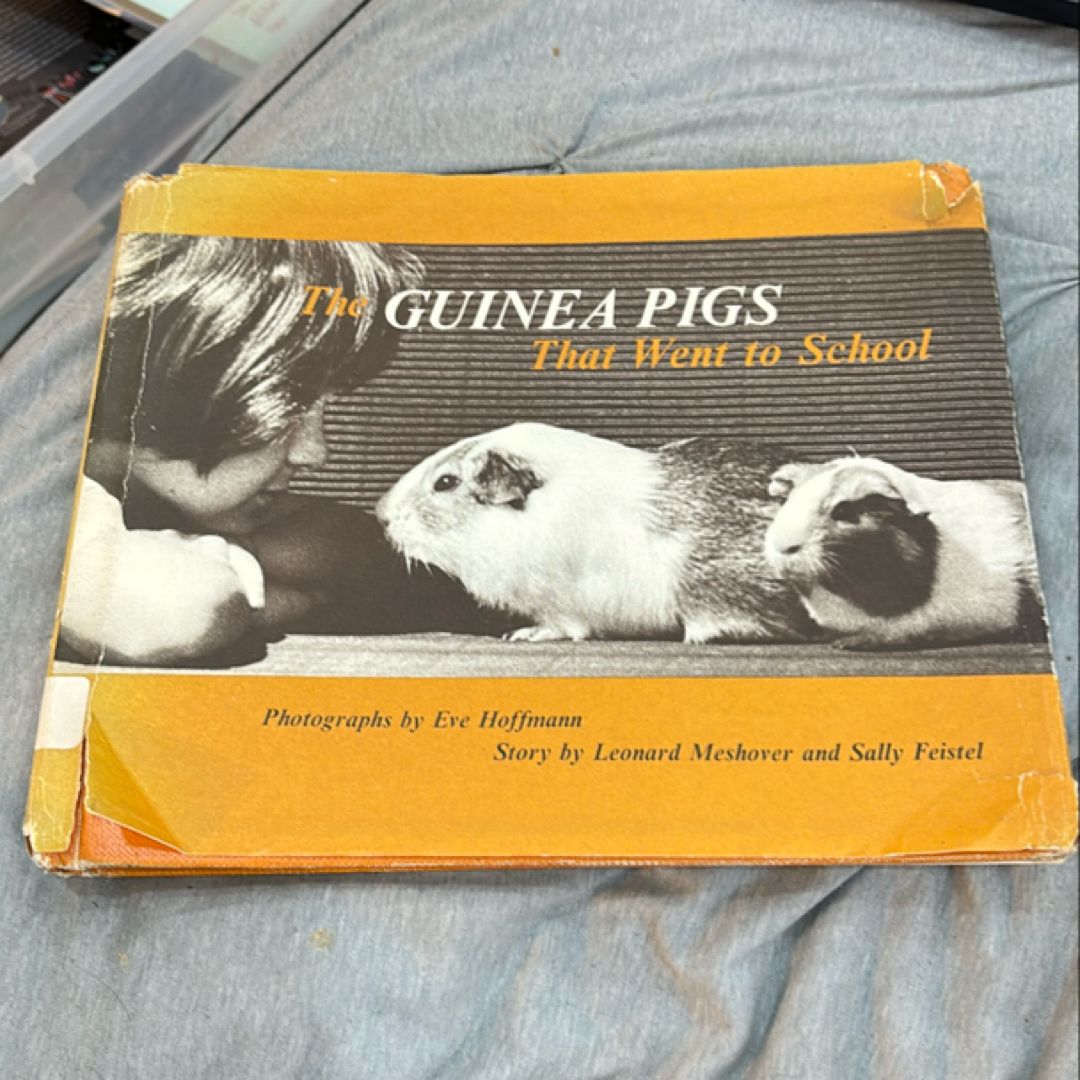 The GUINEA PIGS
That Went to School
Photographs by Eve Hoffmann
Story by Leonard Meshover and Sally Feistel